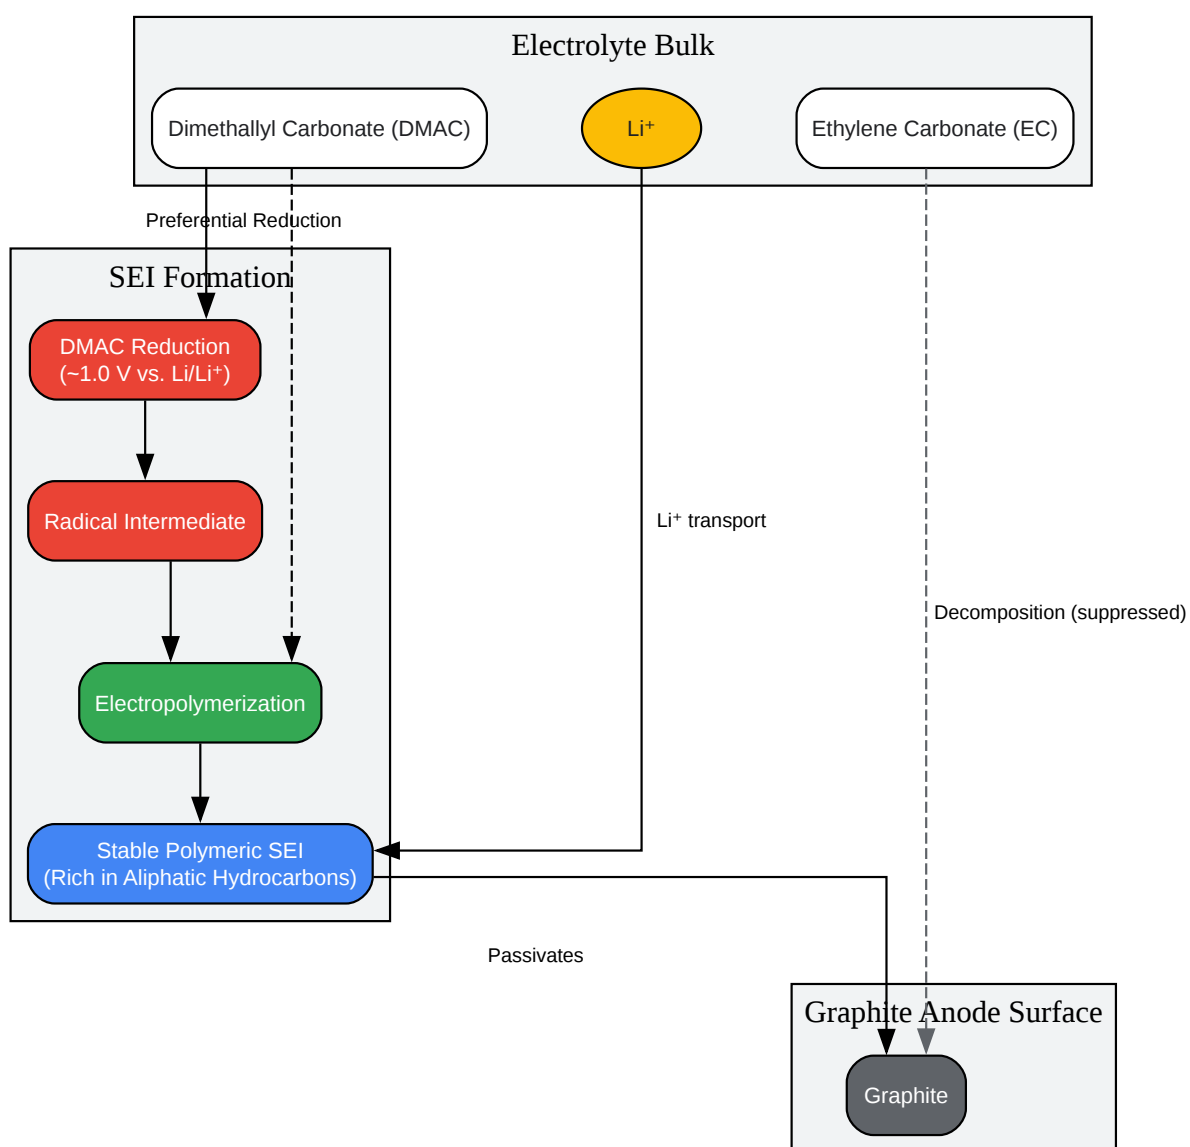 Electrolyte Bulk
Dimethallyl Carbonate (DMAC)
Li⁺
Ethylene Carbonate (EC)
Preferential Reduction
SEI Formation
DMAC Reduction
(~1.0 V vs. Li/Li⁺)
Radical Intermediate
Li⁺ transport
Decomposition (suppressed)
Electropolymerization
Stable Polymeric SEI
(Rich in Aliphatic Hydrocarbons)
Passivates
Graphite Anode Surface
Graphite